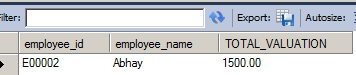 Filter: Export: Autosize:
employee_id employee_name TOTAL_VALUATION
E00002 Abhay 1500.00